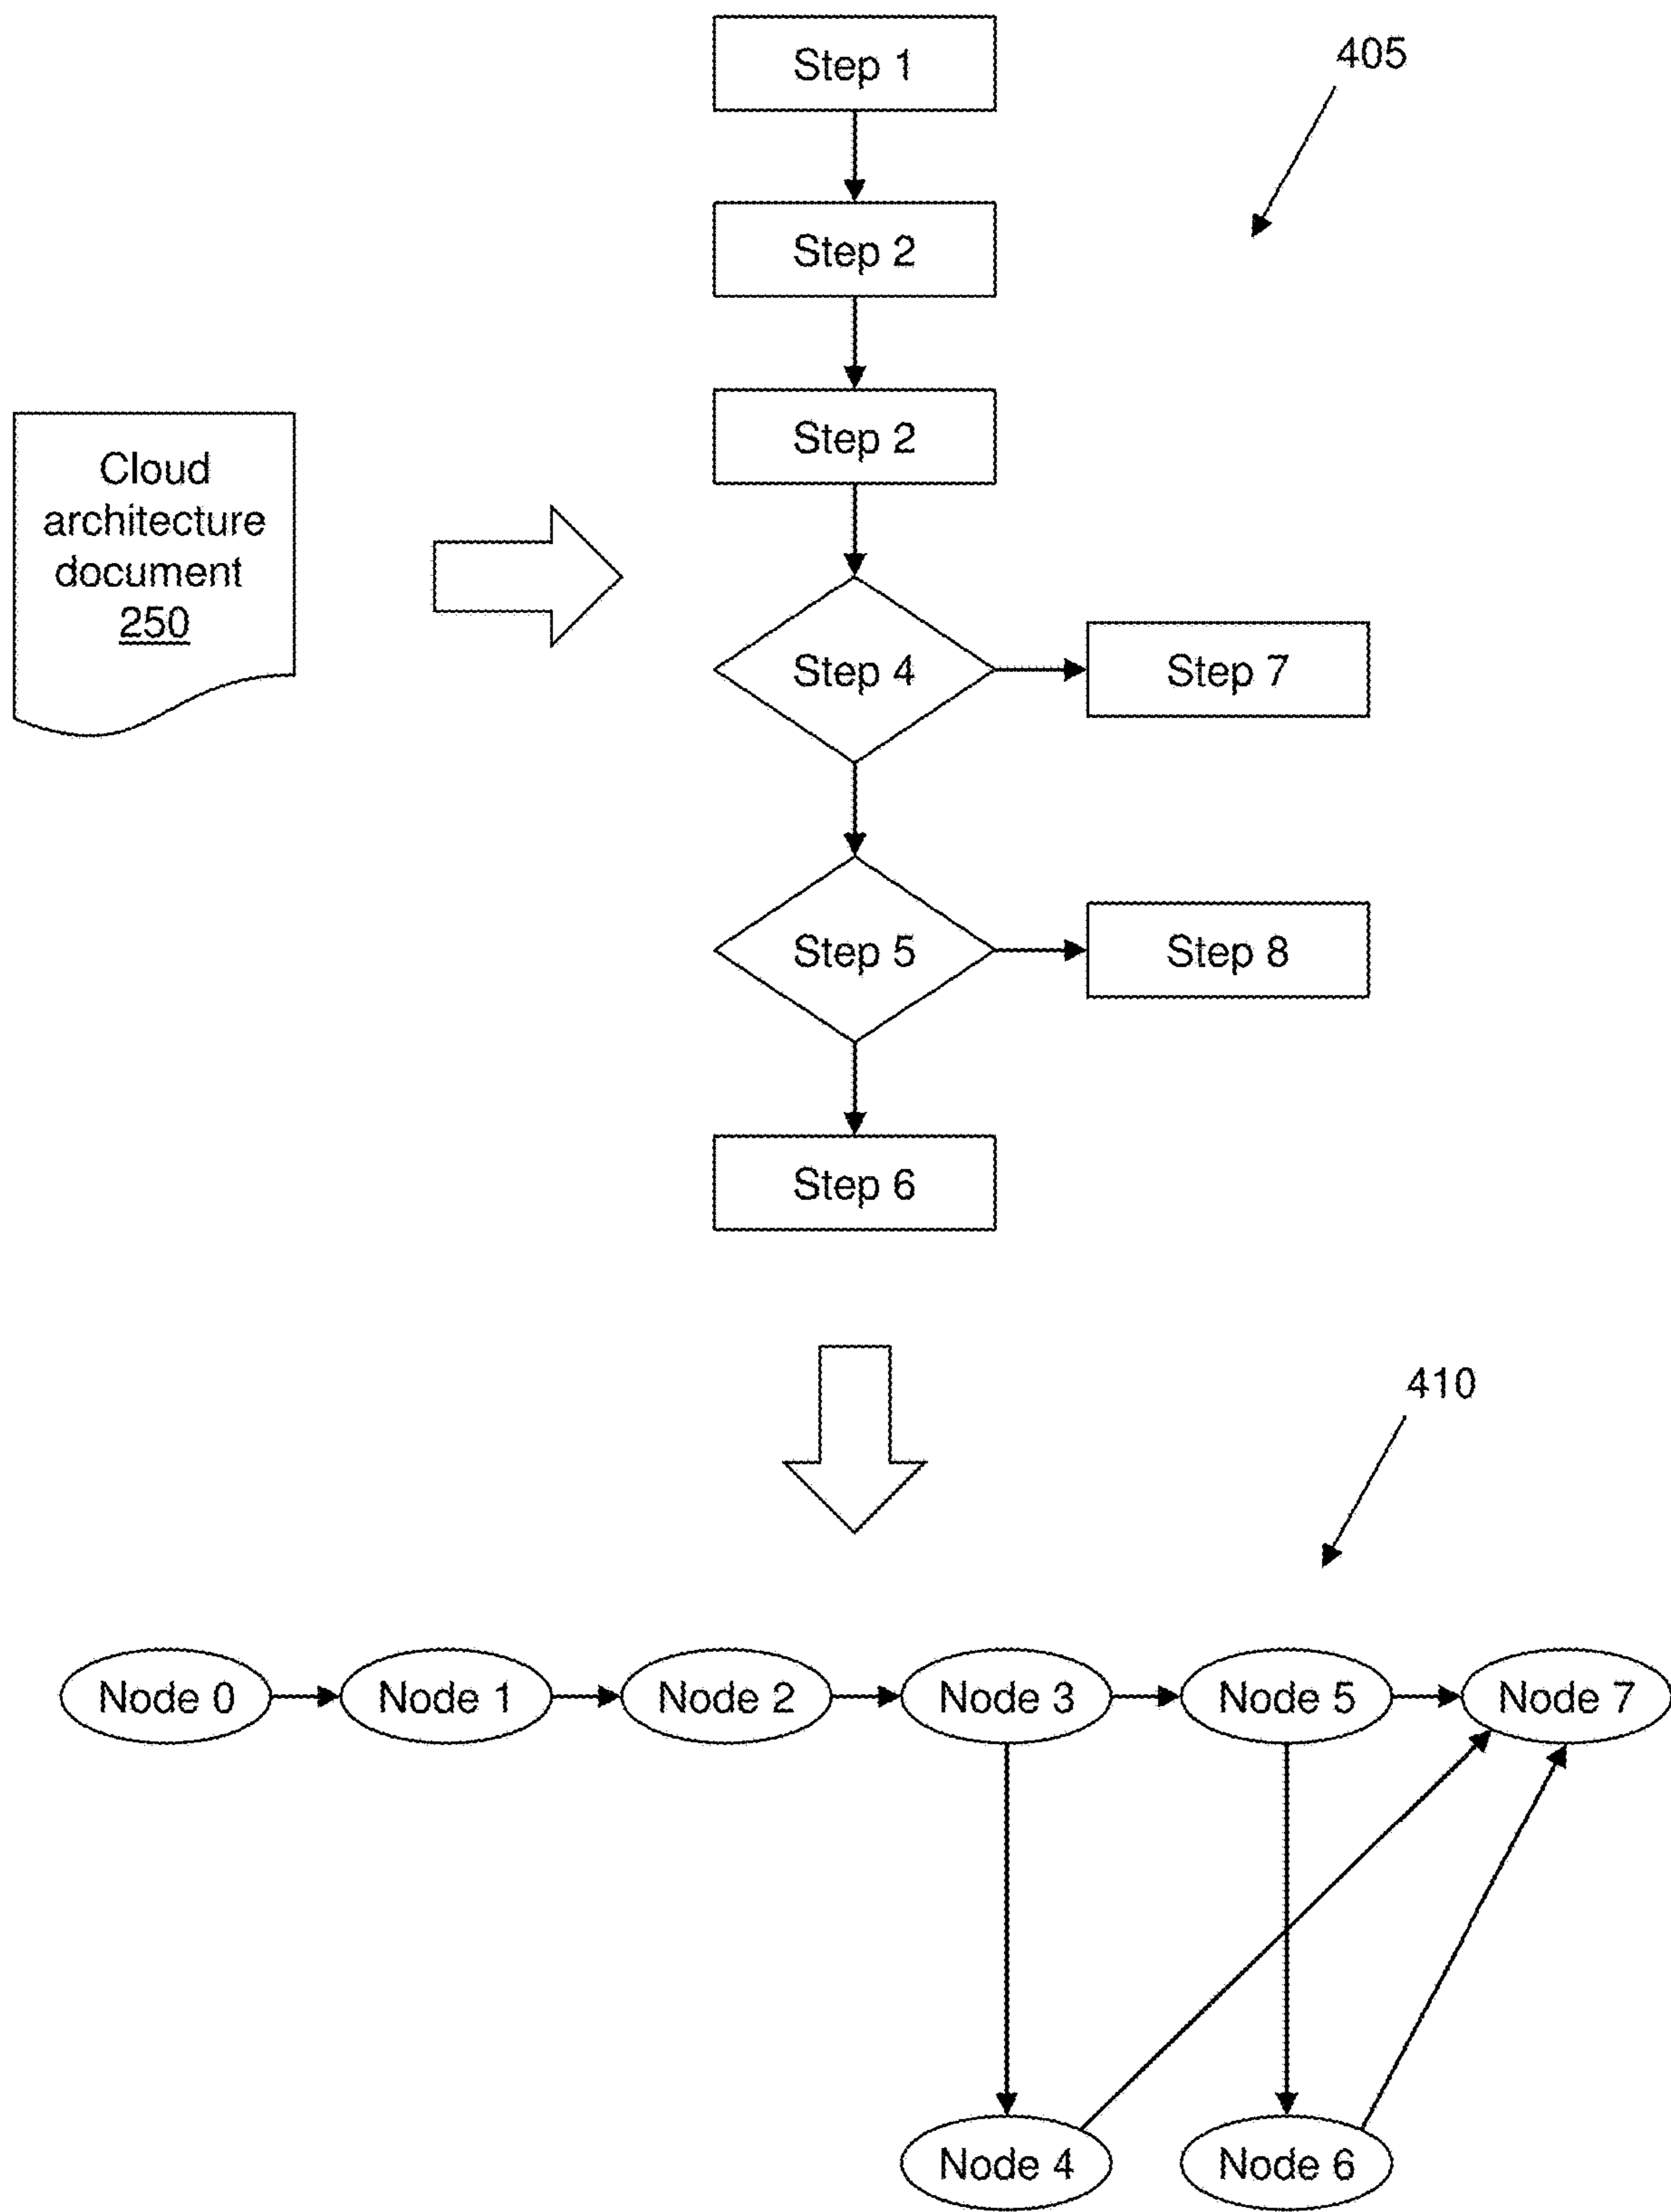 Step 1
405
Step 2
Step 2
Cloud
architecture
document
250
Step 4
Step 7
Step 5
Step 8
Step 6
410
Node 0
Node 1
Node 2
Node 3
Node 5
Node 7
Node 4
Node 6